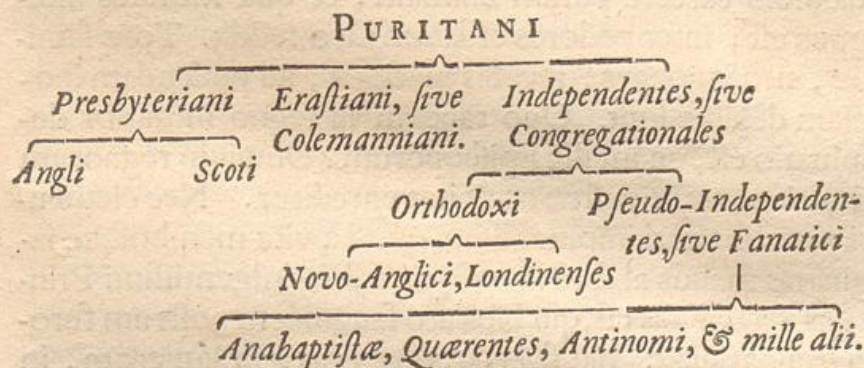 PURITANI
Presbyteriani Eraſtiani, ſive Independentes, ſive
Colemanniani. Congregationales
Angli Scoti
Orthodoxi Pſeudo-Independen-
tes, ſive Fanatici
Novo-Anglici, Londinenſes
Anabaptiſtæ, Quærentes, Antinomi, & mille alii.